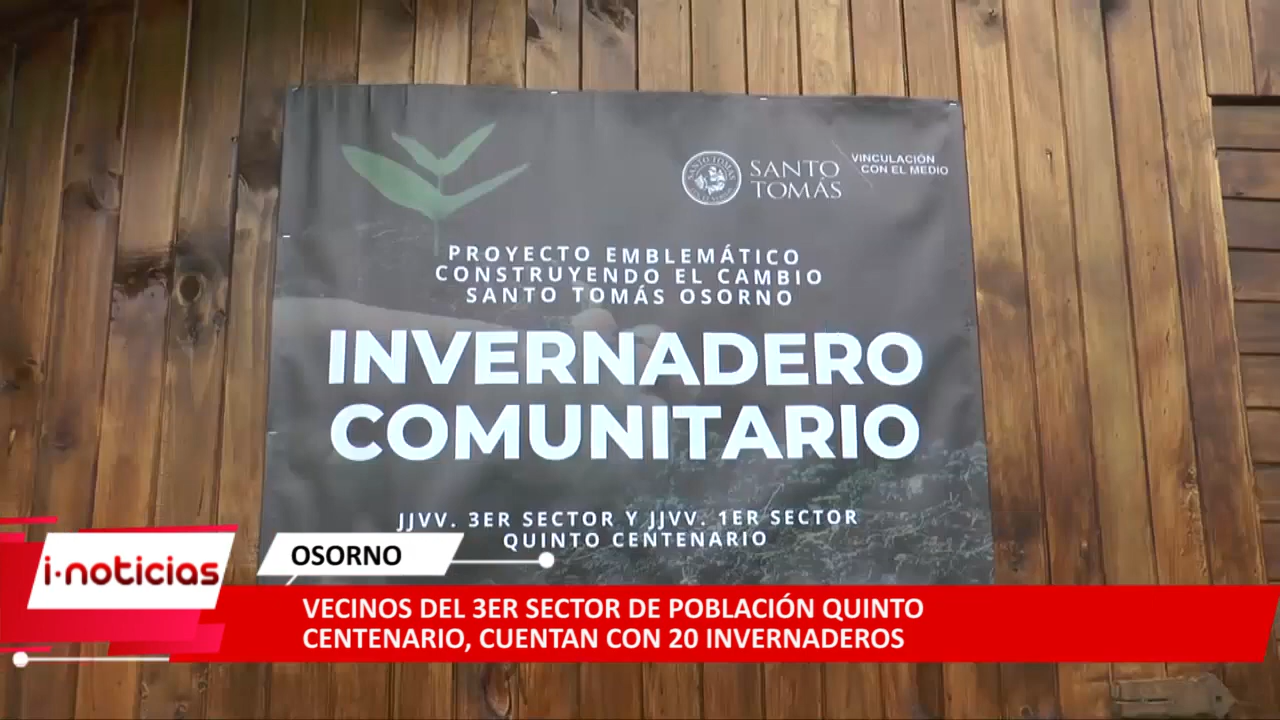 SANTO
TOMÁS
VINCULACIÓN
CON EL MEDIO
PROYECTO EMBLEMÁTICO
CONSTRUYENDO EL CAMBIO
SANTO TOMÁS OSORNO
INVERNADERO
COMUNITARIO
JJVV. 3ER SECTOR Y JJVV. 1ER SECTOR
QUINTO CENTENARIO
i·noticias
OSORNO
VECINOS DEL 3ER SECTOR DE POBLACIÓN QUINTO
CENTENARIO, CUENTAN CON 20 INVERNADEROS